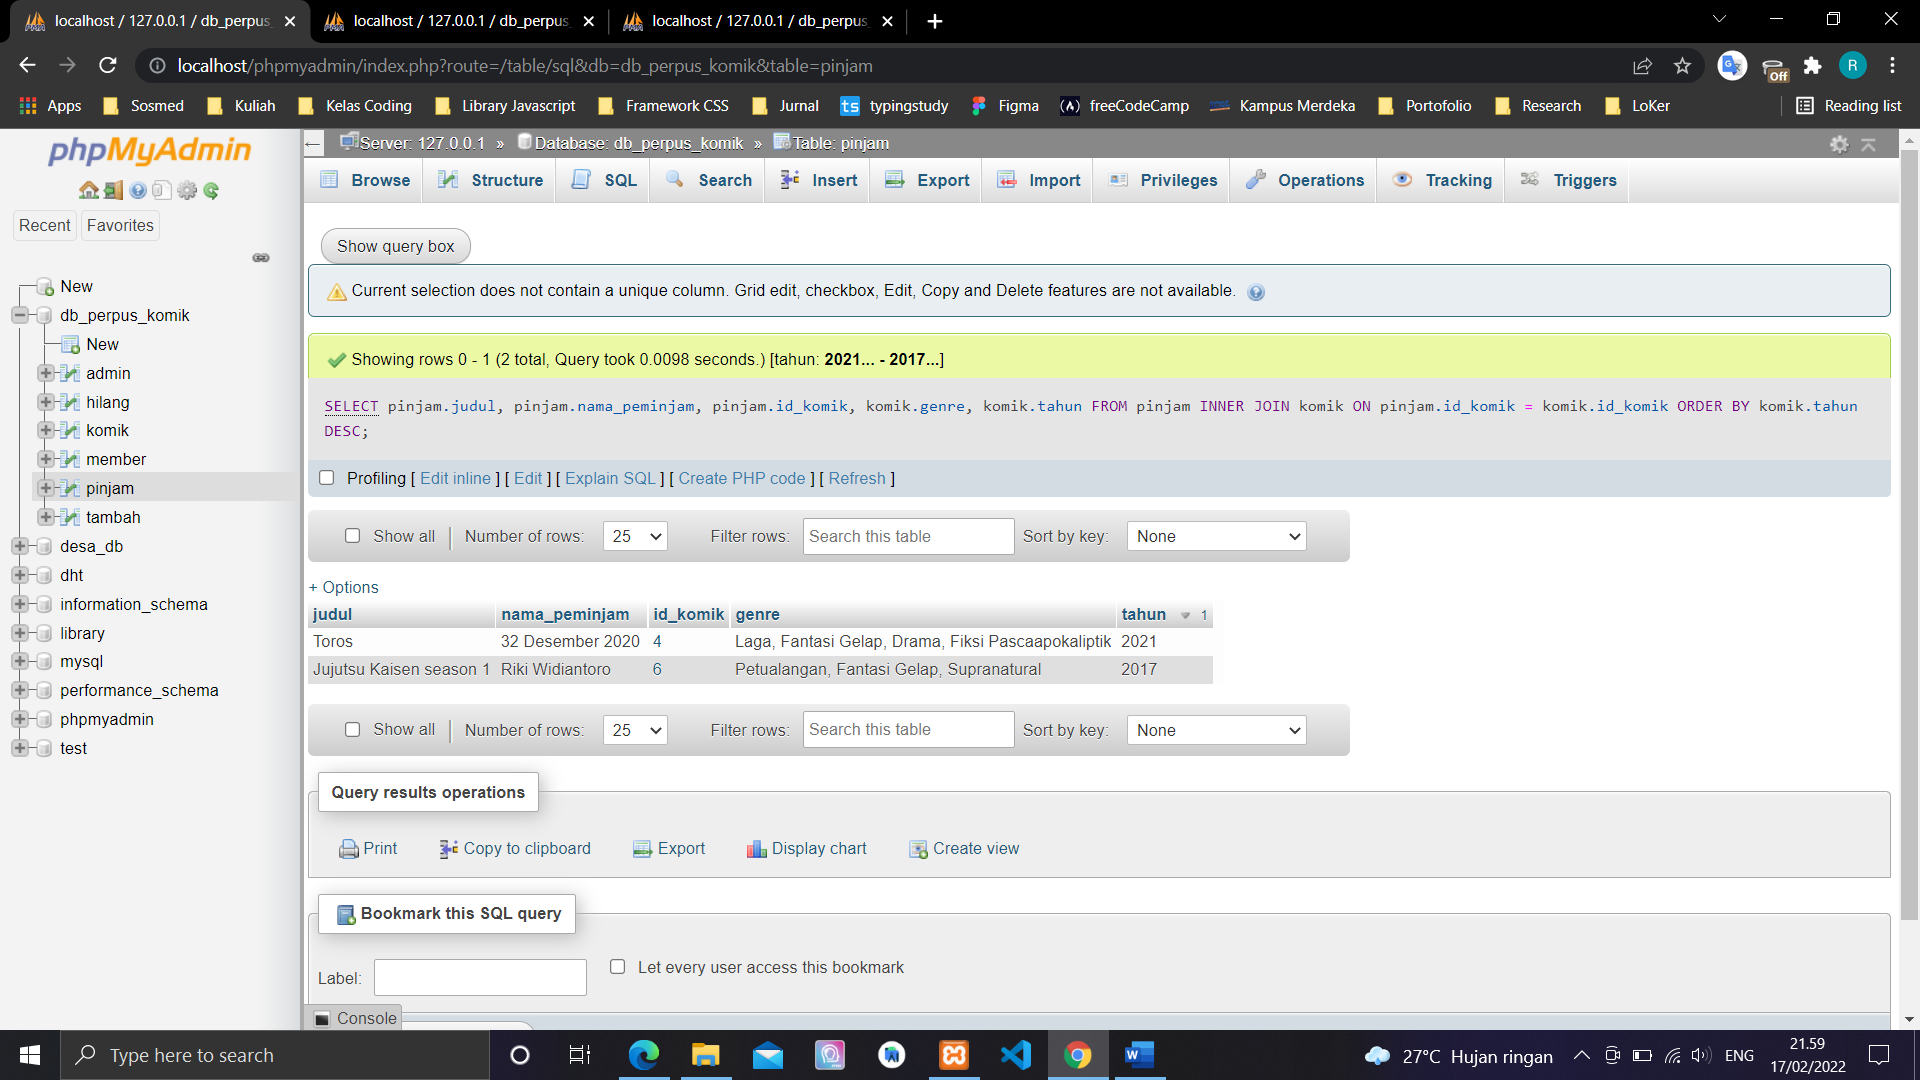 localhost / 127.0.0.1 / db_perpus
localhost / 127.0.0.1 / db_perpus
localhost / 127.0.0.1 / db_perpus
localhost/phpmyadmin/index.php?route=/table/sql&db=db_perpus_komik&table=pinjam
Off
R
Apps Sosmed Kuliah Kelas Coding Library Javascript Framework CSS Jurnal ts typingstudy Figma freeCodeCamp Kampus Merdeka Portofolio Research LoKer Reading list
phpMyAdmin
Recent Favorites
New
db_perpus_komik
New
admin
hilang
komik
member
pinjam
tambah
desa_db
dht
information_schema
library
mysql
performance_schema
phpmyadmin
test
Server: 127.0.0.1 » Database: db_perpus_komik » Table: pinjam
Browse Structure SQL Search Insert Export Import Privileges Operations Tracking Triggers
Show query box
Current selection does not contain a unique column. Grid edit, checkbox, Edit, Copy and Delete features are not available.
Showing rows 0 - 1 (2 total, Query took 0.0098 seconds.) [tahun: 2021... - 2017...]
SELECT pinjam.judul, pinjam.nama_peminjam, pinjam.id_komik, komik.genre, komik.tahun FROM pinjam INNER JOIN komik ON pinjam.id_komik = komik.id_komik ORDER BY komik.tahun
DESC;
Profiling [ Edit inline ] [ Edit ] [ Explain SQL ] [ Create PHP code ] [ Refresh ]
Show all Number of rows: 25 Filter rows: Search this table Sort by key: None
+ Options
judul nama_peminjam id_komik genre tahun 1
Toros 32 Desember 2020 4 Laga, Fantasi Gelap, Drama, Fiksi Pascaapokaliptik 2021
Jujutsu Kaisen season 1 Riki Widiantoro 6 Petualangan, Fantasi Gelap, Supranatural 2017
Show all Number of rows: 25 Filter rows: Search this table Sort by key: None
Query results operations
Print Copy to clipboard Export Display chart Create view
Bookmark this SQL query
Label: Let every user access this bookmark
Console
Type here to search
27°C Hujan ringan
ENG
21.59
17/02/2022